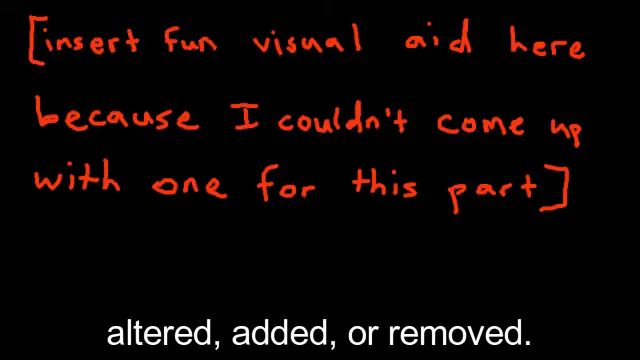 [insert fun visual aid here
because I couldn't come up
with one for this part]
altered, added, or removed.